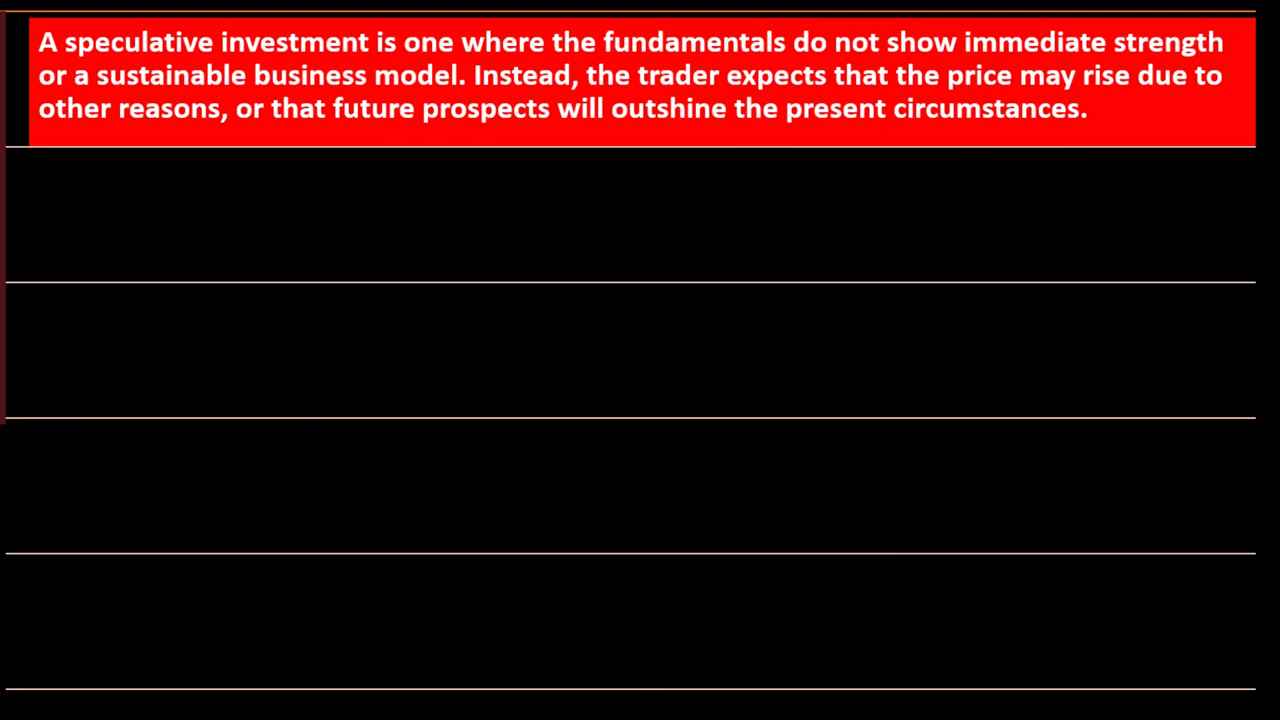 A speculative investment is one where the fundamentals do not show immediate strength
or a sustainable business model. Instead, the trader expects that the price may rise due to
other reasons, or that future prospects will outshine the present circumstances.